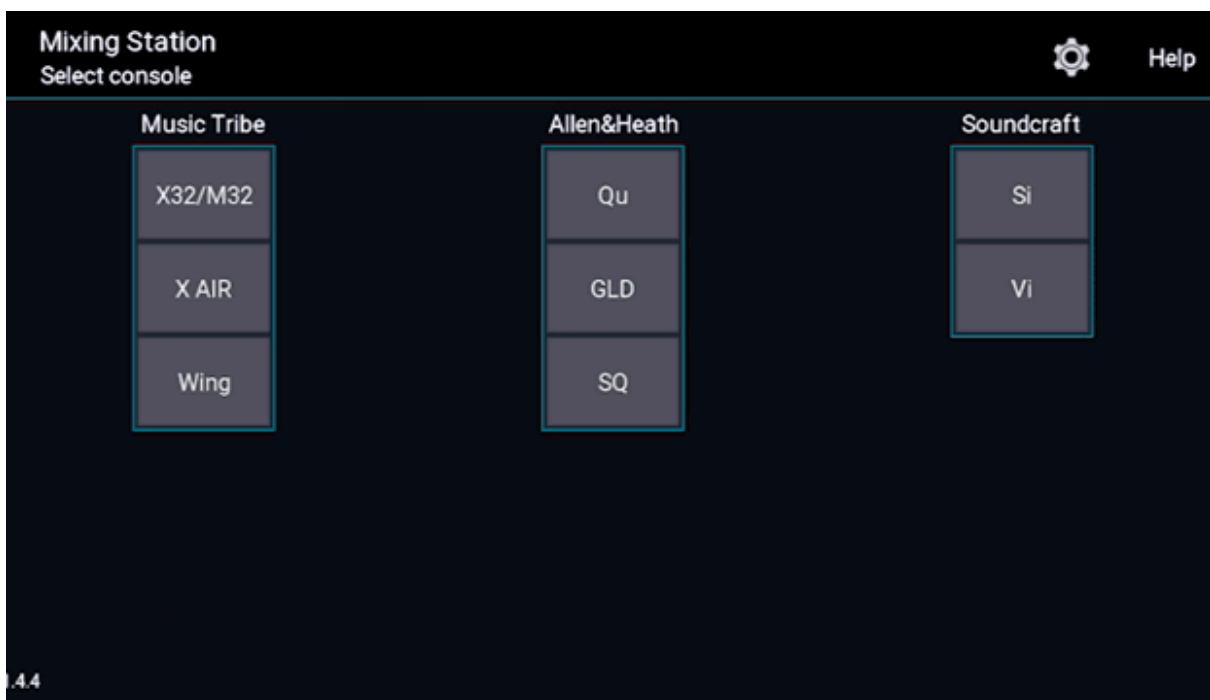 Mixing Station
Select console
Help
Music Tribe
Allen&Heath
Soundcraft
X32/M32
Qu
Si
X AIR
GLD
Vi
Wing
SQ
.4.4